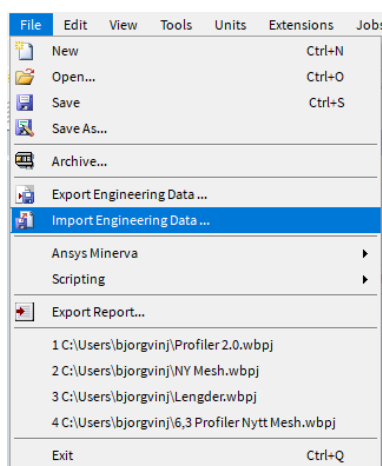 File Edit View Tools Units Extensions Jobs
New Ctrl+N
Open... Ctrl+O
Save Ctrl+S
Save As...
Archive...
Export Engineering Data ...
Import Engineering Data ...
Ansys Minerva
Scripting
Export Report...
1 C:\Users\bjorgvinj\Profiler 2.0.wbpj
2 C:\Users\bjorgvinj\NY Mesh.wbpj
3 C:\Users\bjorgvinj\Lengder.wbpj
4 C:\Users\bjorgvinj\6,3 Profiler Nytt Mesh.wbpj
Exit Ctrl+Q